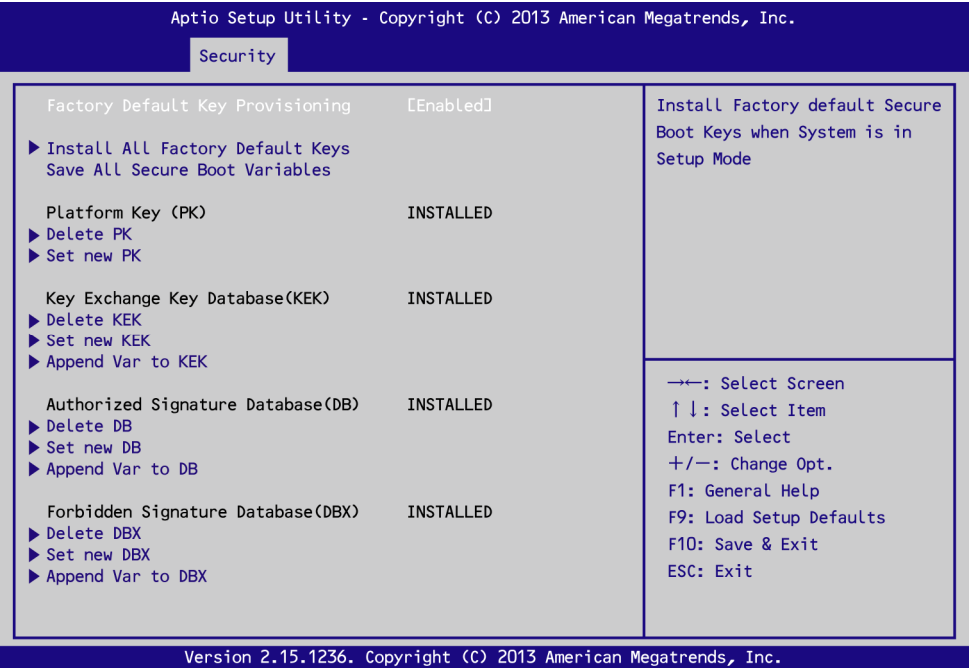 Aptio Setup Utility - Copyright (C) 2013 American Megatrends, Inc.
Security
Factory Default Key Provisioning [Enabled]
Install All Factory Default Keys
Save All Secure Boot Variables
Platform Key (PK) INSTALLED
Delete PK
Set new PK
Key Exchange Key Database(KEK) INSTALLED
Delete KEK
Set new KEK
Append Var to KEK
Authorized Signature Database(DB) INSTALLED
Delete DB
Set new DB
Append Var to DB
Forbidden Signature Database(DBX) INSTALLED
Delete DBX
Set new DBX
Append Var to DBX
Install Factory default Secure
Boot Keys when System is in
Setup Mode
→←: Select Screen
↑↓: Select Item
Enter: Select
+/-: Change Opt.
F1: General Help
F9: Load Setup Defaults
F10: Save & Exit
ESC: Exit
Version 2.15.1236. Copyright (C) 2013 American Megatrends, Inc.